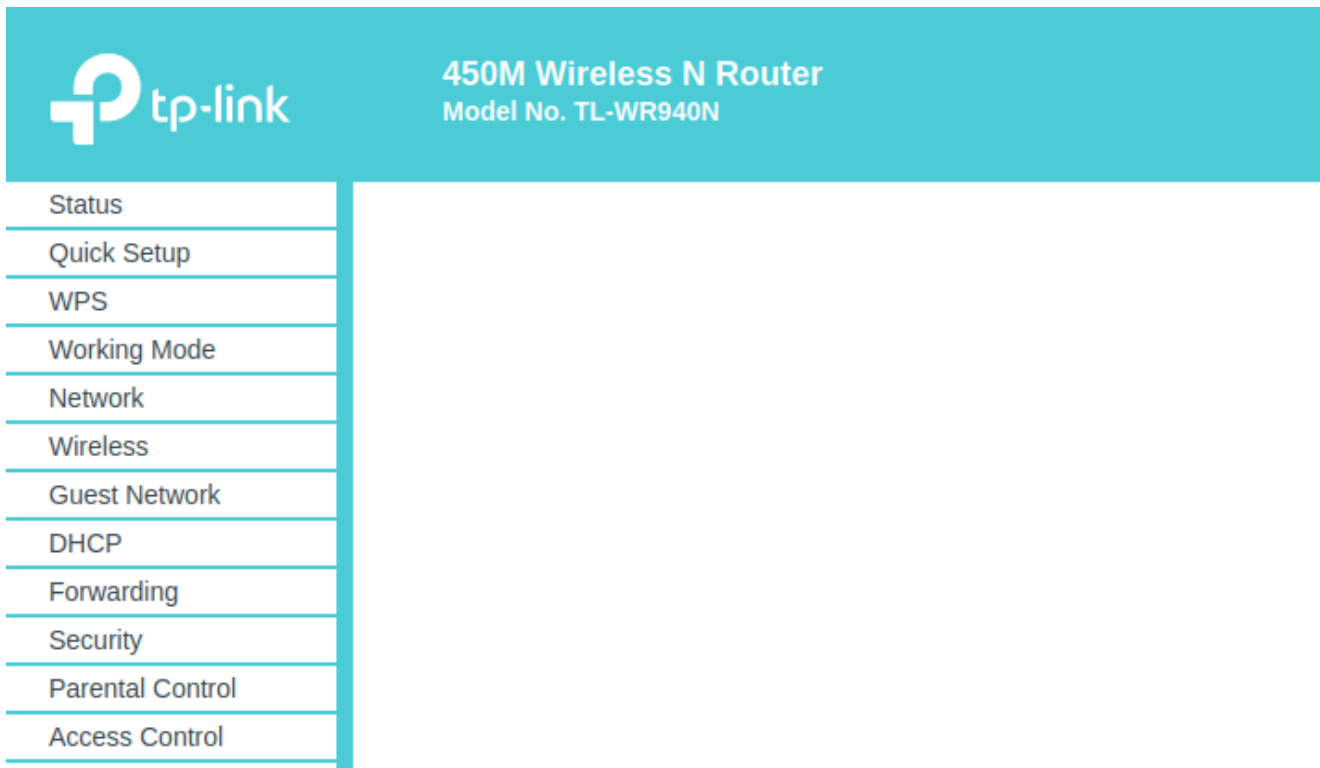 tp-link
450M Wireless N Router
Model No. TL-WR940N
Status
Quick Setup
WPS
Working Mode
Network
Wireless
Guest Network
DHCP
Forwarding
Security
Parental Control
Access Control